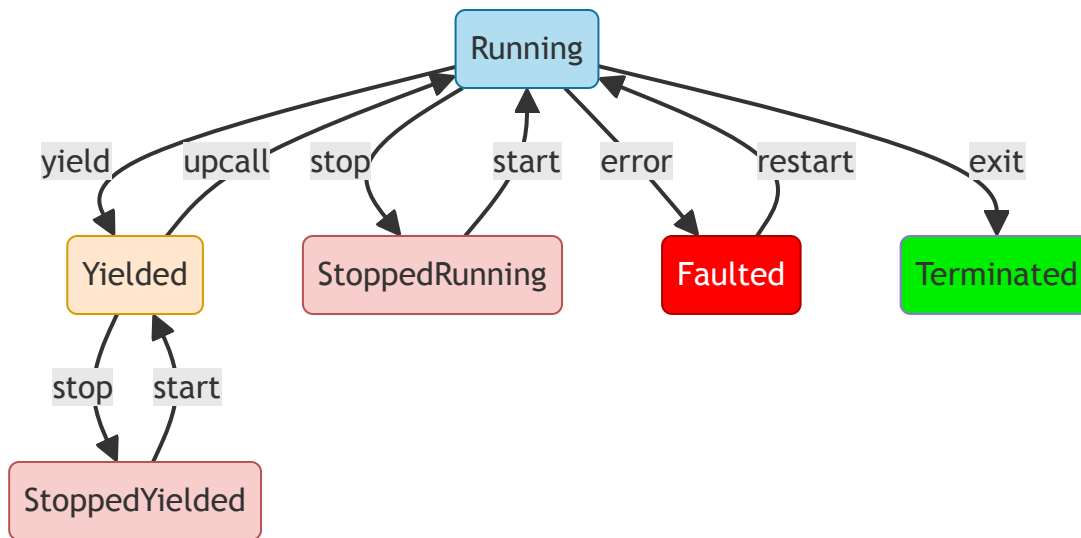 Running
yield
upcall
stop
start
error
restart
exit
Yielded
StoppedRunning
Faulted
Terminated
stop
start
StoppedYielded